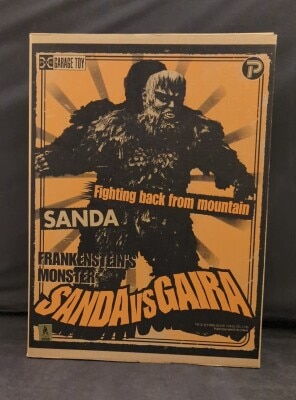 GARAGE TOY
P
Fighting back from mountain
SANDA
FRANKENSTEIN'S
MONSTER
SANDA VS GAIRA